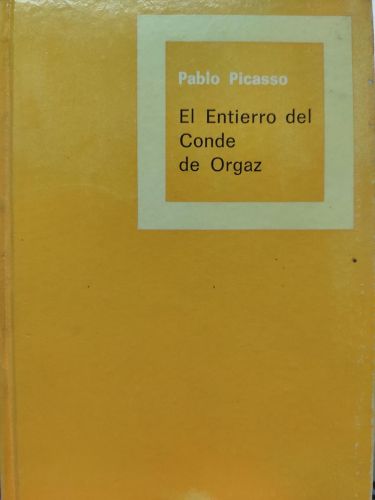 Pablo Picasso
El Entierro del
Conde
de Orgaz